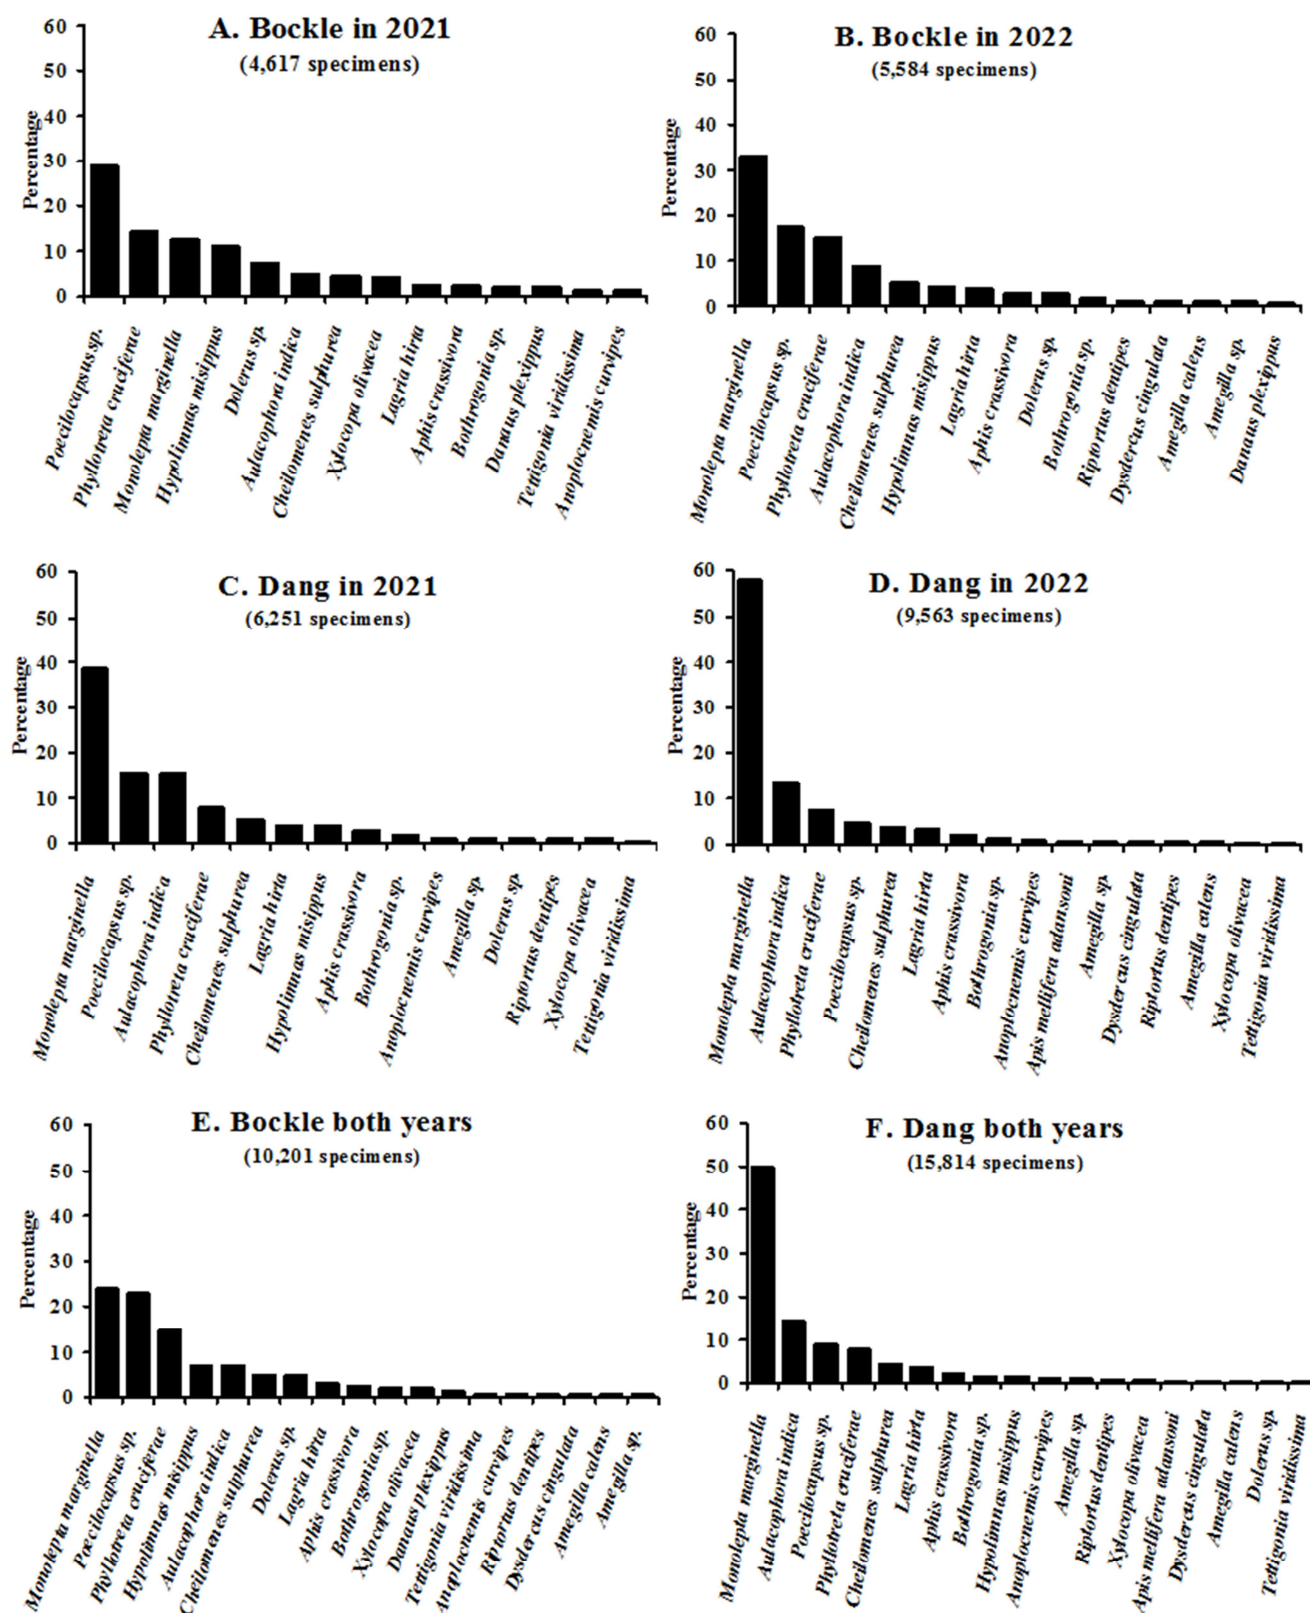 A. Bockle in 2021
(4,617 specimens)
Percentage
60
50
40
30
20
10
0
Poecilocapsus sp.
Phylloreta cruciferae
Monolepta marginella
Hypolimnas misippus
Dolerus sp.
Aulacophora indica
Cheilomenes sulphurea
Xylocopa olivacea
Lagria hirta
Aphis crassivora
Bothrogonia sp.
Danaus plexippus
Tettigonia viridissima
Anoplocnemis curvipes
B. Bockle in 2022
(5,584 specimens)
Percentage
60
50
40
30
20
10
0
Monolepta marginella
Poecilocapsus sp.
Phyllotreta cruciferae
Aulacophora indica
Cheilomenes sulphurea
Hypolimnas misippus
Lagria hirta
Aphis crassivora
Dolerus sp.
Bothrogonia sp.
Riptortus dentipes
Dysdercus cingulata
Amegilla calens
Amegilla sp.
Danaus plexippus
C. Dang in 2021
(6,251 specimens)
Percentage
60
50
40
30
20
10
0
Monolepta marginella
Poecilocapsus sp.
Aulacophora indica
Phyllotreta cruciferae
Cheilomenes sulphurea
Lagria hirta
Hypolimnas misippus
Aphis crassivora
Bothrogonia sp.
Anoplocnemis curvipes
Amegilla sp
Dolerus sp.
Riptortus dentipes
Xylocopa olivacea
Tettigonia viridissima
D. Dang in 2022
(9,563 specimens)
Percentage
60
50
40
30
20
10
0
Monolepta marginella
Aulacophora indica
Phyllotreta cruciferae
Poecilocapsus sp.
Cheilomenes sulphurea
Lagria hirta
Aphis crassivora
Bothrogonia sp.
Anoplocnemis curvipes
Apis mellifera adansoni
Amegilla sp.
Dysdercus cingulata
Riptortus dentipes
Amegilla calens
Xylocopa olivacea
Tettigonia viridissima
E. Bockle both years
(10,201 specimens)
Percentage
60
50
40
30
20
10
0
Monolepta marginella
Poecilocapsus sp.
Phyllotreta cruciferae
Hypolimnas misippus
Aulacophora indica
Cheilomenes sulphurea
Dolerus sp.
Lagria hirta
Aphis crassivora
Bothrogonia sp.
Xylocopa olivacea
Danaus plexippus
Tettigonia viridissima
Anoplocnemis curvipes
Riptortus dentipes
Dysdercus cingulata
Amegilla calens
Amegilla sp.
F. Dang both years
(15,814 specimens)
Percentage
60
50
40
30
20
10
0
Monolepta marginella
Aulacophora indica
Poecilocapsus sp.
Phyllotreta cruciferae
Cheilomenes sulphurea
Lagria hirta
Aphis crassivora
Bothrogonia sp.
Hypolimnas misippus
Anoplocnemis curvipes
Amegilla sp.
Riptortus dentipes
Xylocopa olivacea
Apis mellifera adansoni
Dysdercus cingulata
Amegilla calens
Dolerus sp.
Tettigonia viridissima